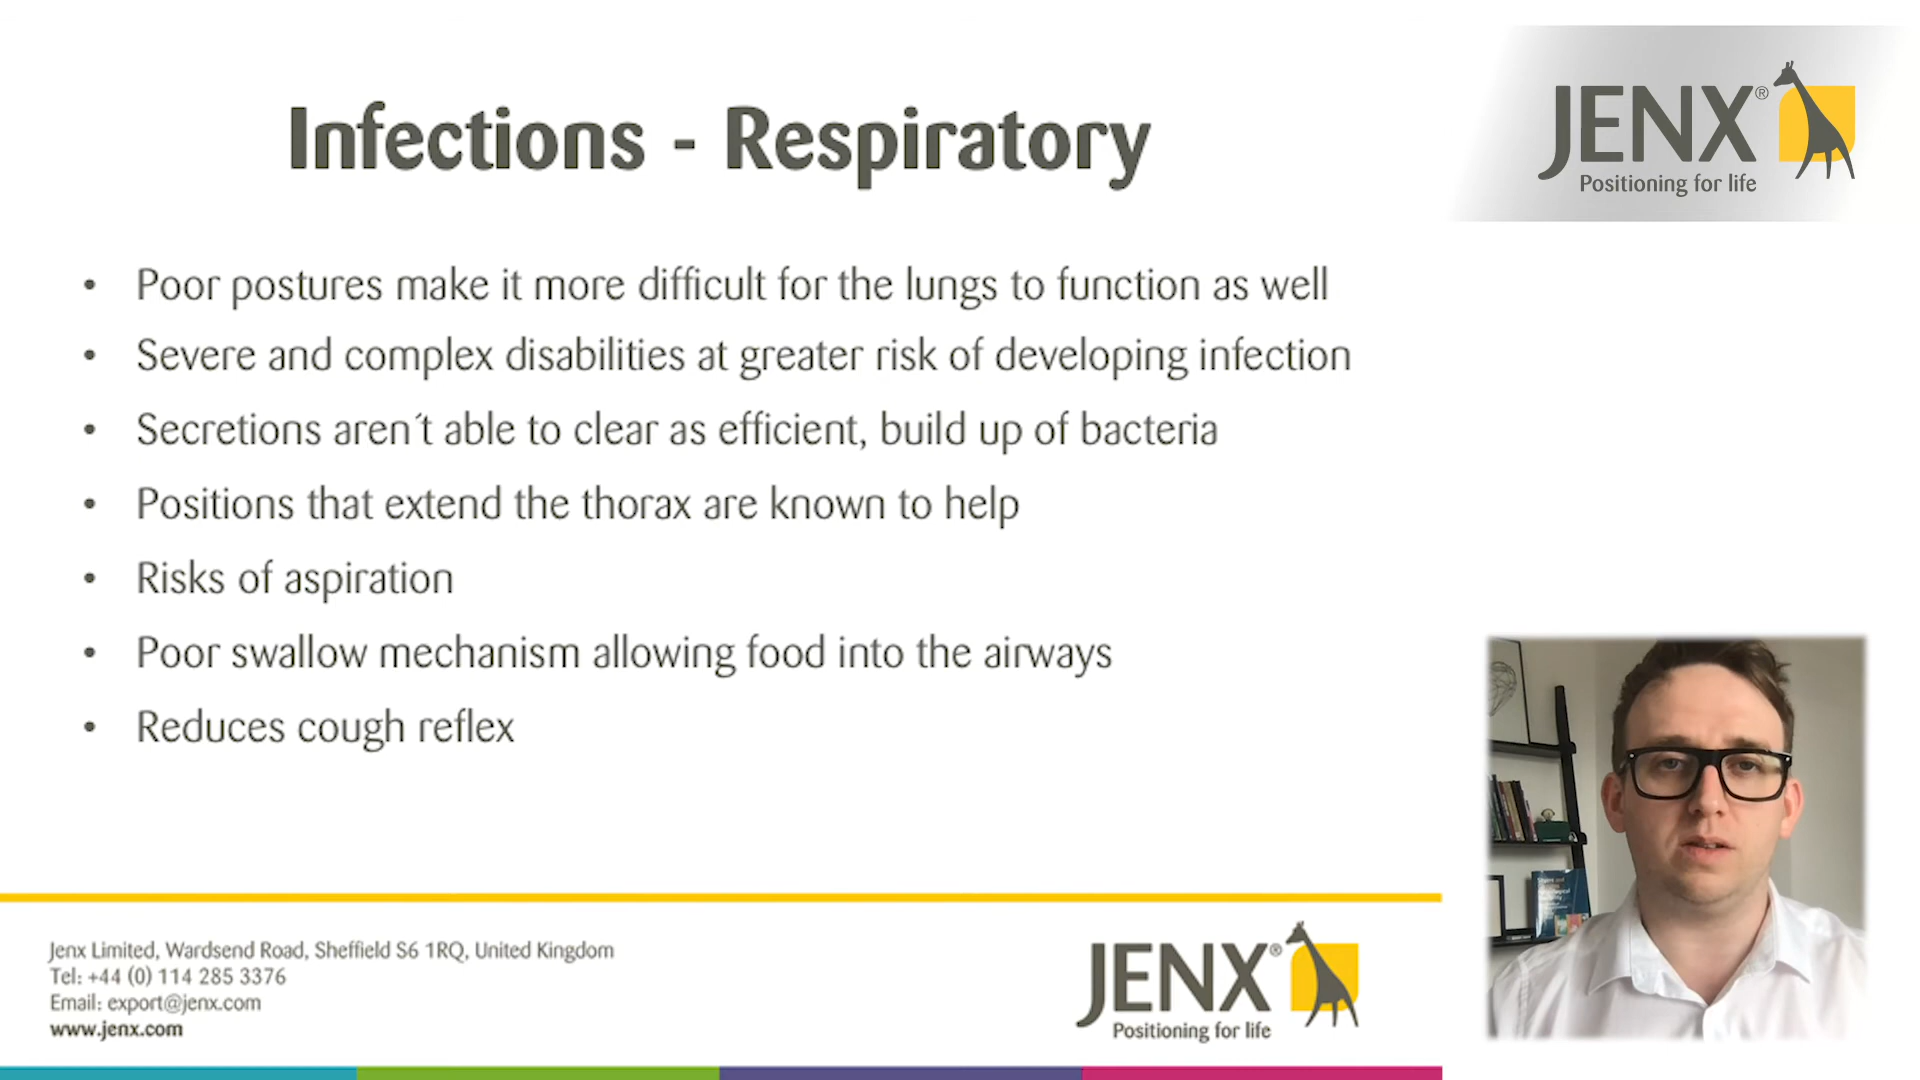 Infections - Respiratory
JENX®
Positioning for life
• Poor postures make it more difficult for the lungs to function as well
• Severe and complex disabilities at greater risk of developing infection
• Secretions aren´t able to clear as efficient, build up of bacteria
• Positions that extend the thorax are known to help
• Risks of aspiration
• Poor swallow mechanism allowing food into the airways
• Reduces cough reflex
Jenx Limited, Wardsend Road, Sheffield S6 1RQ, United Kingdom
Tel: +44 (0) 114 285 3376
Email: export@jenx.com
www.jenx.com
JENX®
Positioning for life